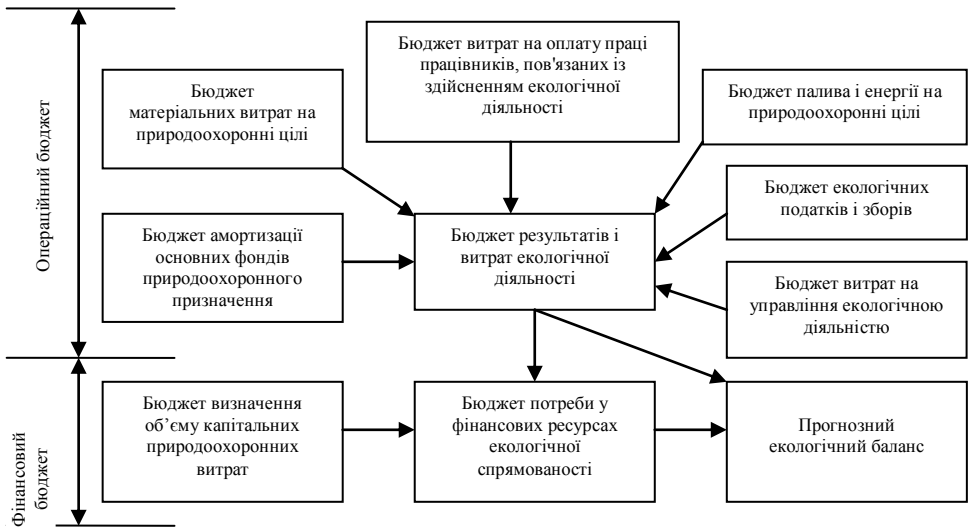 Операційний бюджет
Бюджет витрат на оплату праці
працівників, пов'язаних із
здійсненням екологічної
діяльності
Бюджет
матеріальних витрат на
природоохоронні цілі
Бюджет палива і енергії на
природоохоронні цілі
Бюджет екологічних
податків і зборів
Бюджет амортизації
основних фондів
природоохоронного
призначення
Бюджет результатів і
витрат екологічної
діяльності
Бюджет витрат на
управління екологічною
діяльністю
Фінансовий
бюджет
Бюджет визначення
об’єму капітальних
природоохоронних
витрат
Бюджет потреби у
фінансових ресурсах
екологічної
спрямованості
Прогнозний
екологічний баланс